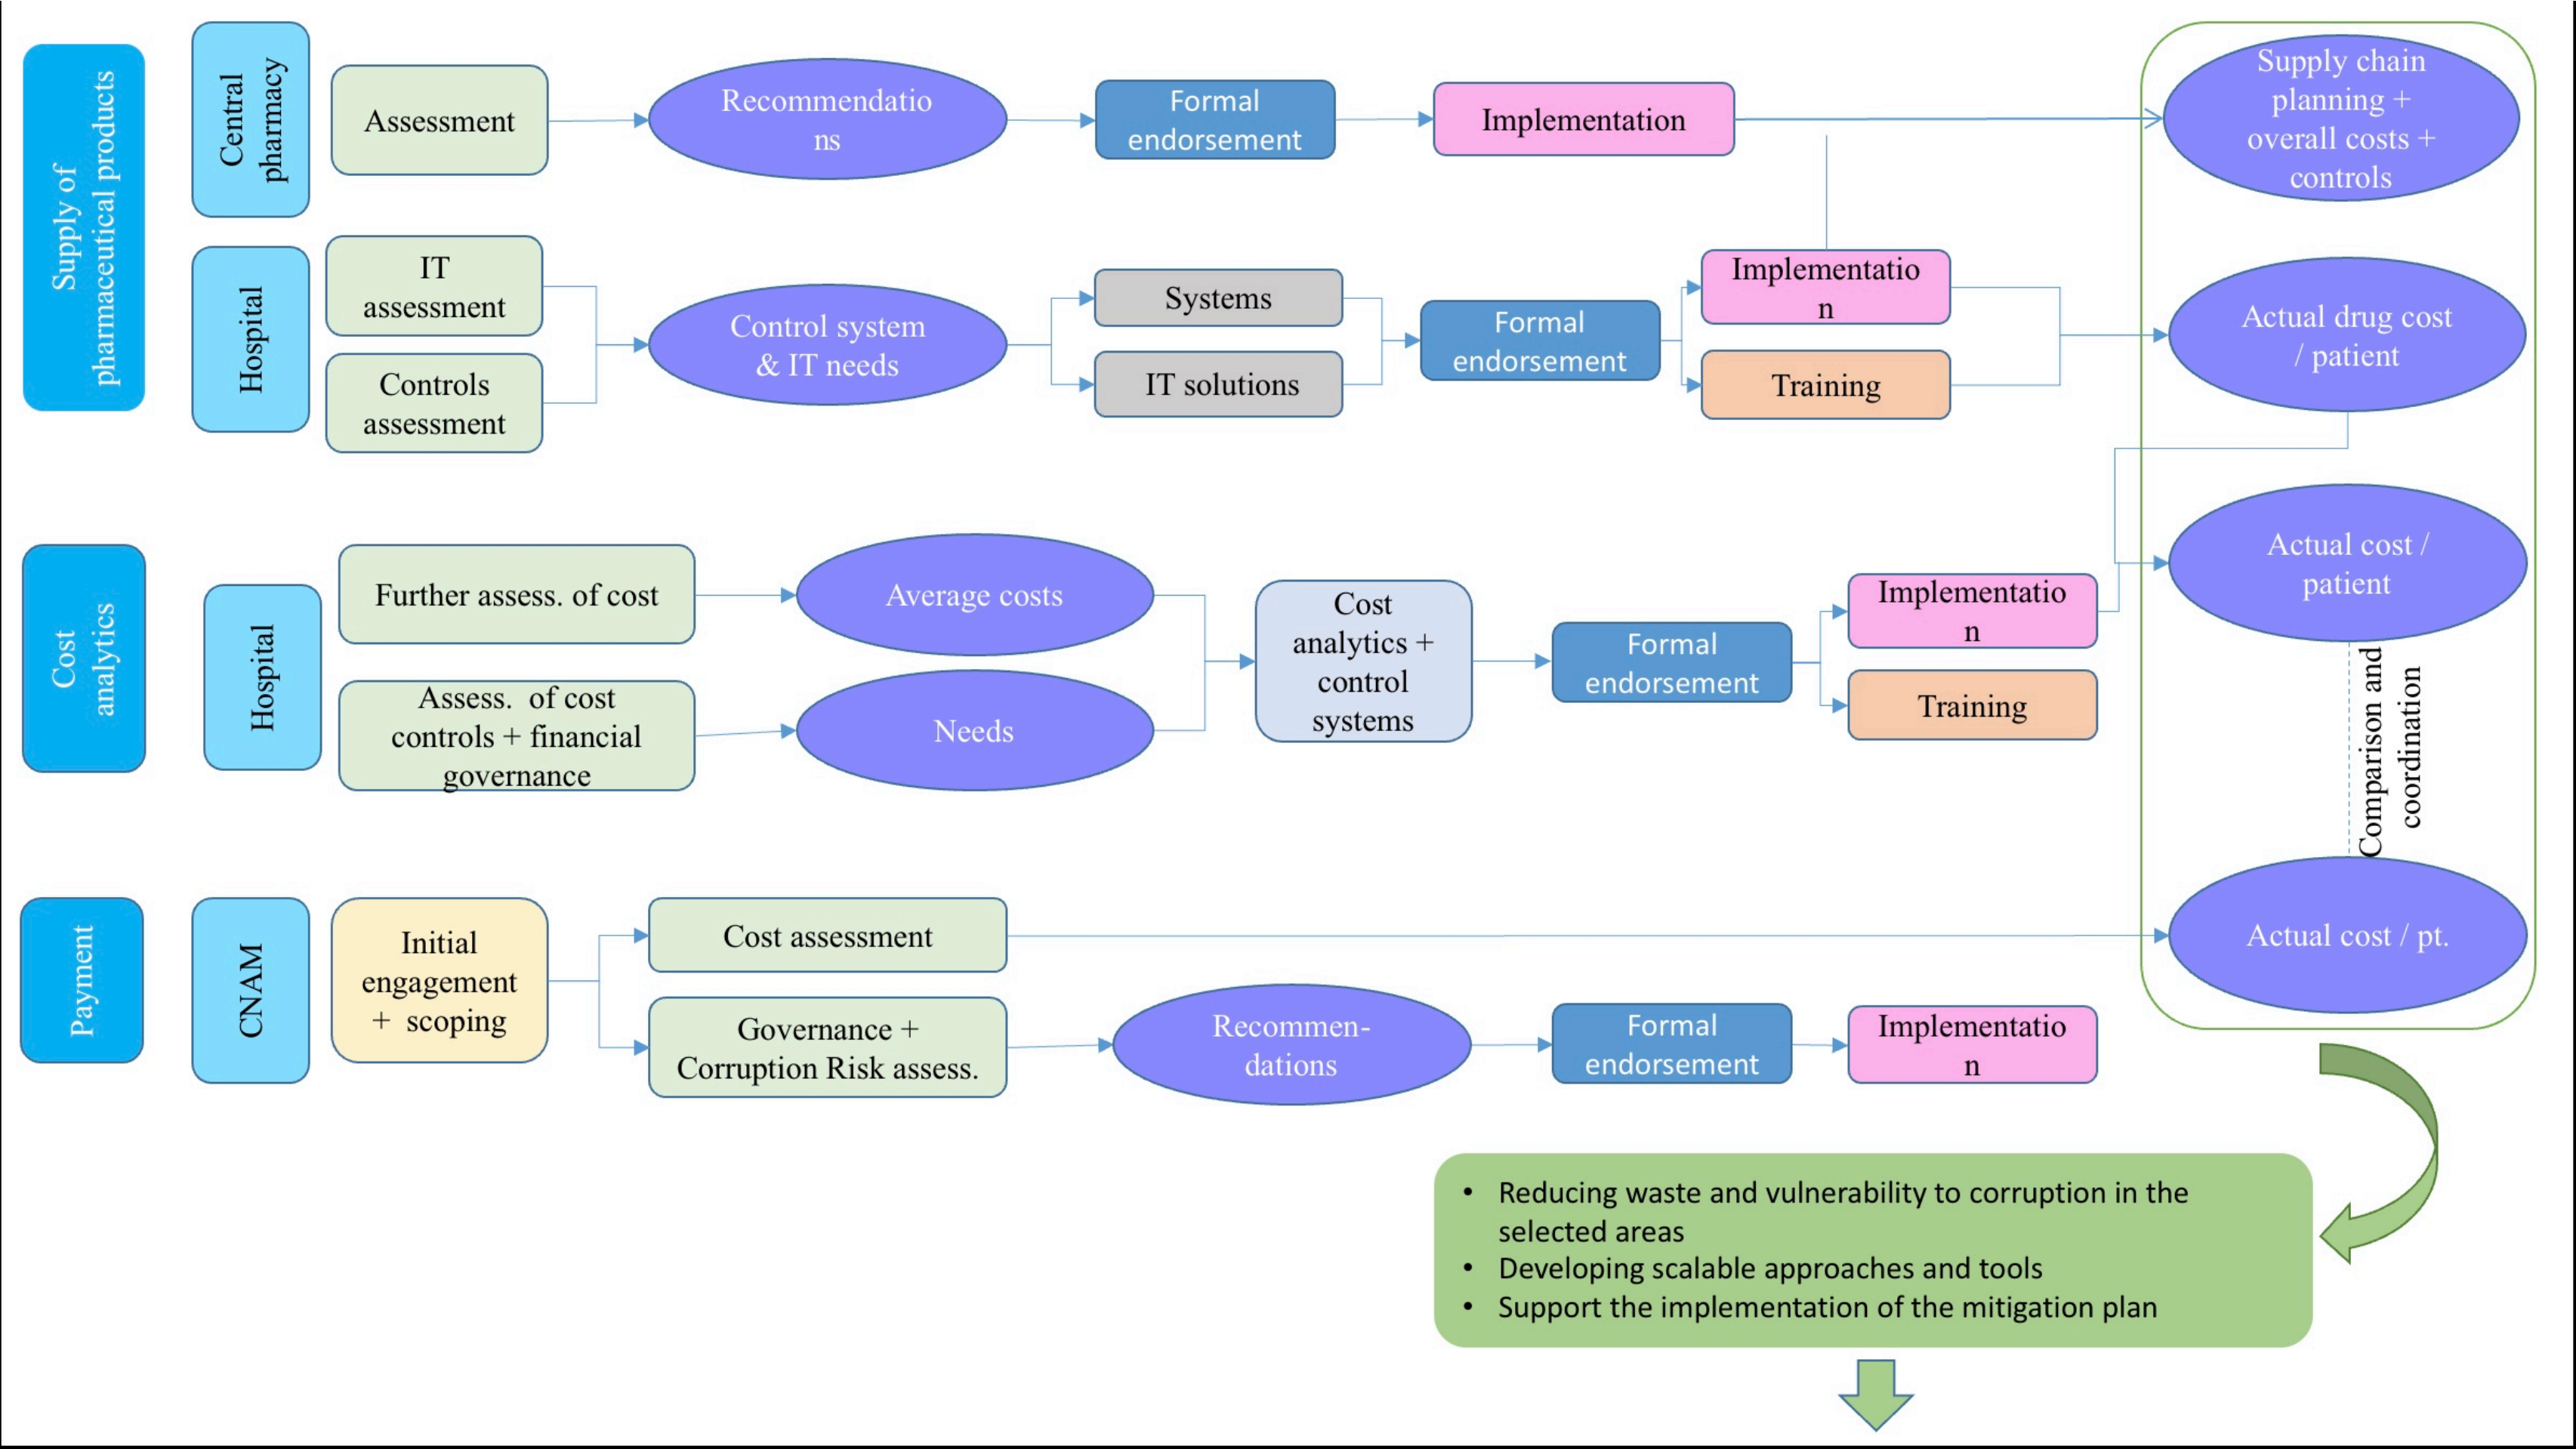 Supply of
pharmaceutical products
Central
pharmacy
Assessment
Recommendatio
ns
Formal
endorsement
Implementation
Supply chain
planning +
overall costs +
controls
Hospital
IT
assessment
Controls
assessment
Control system
& IT needs
Systems
IT solutions
Formal
endorsement
Implementatio
n
Training
Actual drug cost
/ patient
Cost
analytics
Hospital
Further assess. of cost
Average costs
Assess.  of cost
controls + financial
governance
Needs
Cost
analytics +
control
systems
Formal
endorsement
Implementatio
n
Training
Actual cost /
patient
Comparison and
coordination
Payment
CNAM
Initial
engagement
+  scoping
Cost assessment
Actual cost / pt.
Governance +
Corruption Risk assess.
Recommen-
dations
Formal
endorsement
Implementatio
n
• Reducing waste and vulnerability to corruption in the
selected areas
• Developing scalable approaches and tools
• Support the implementation of the mitigation plan